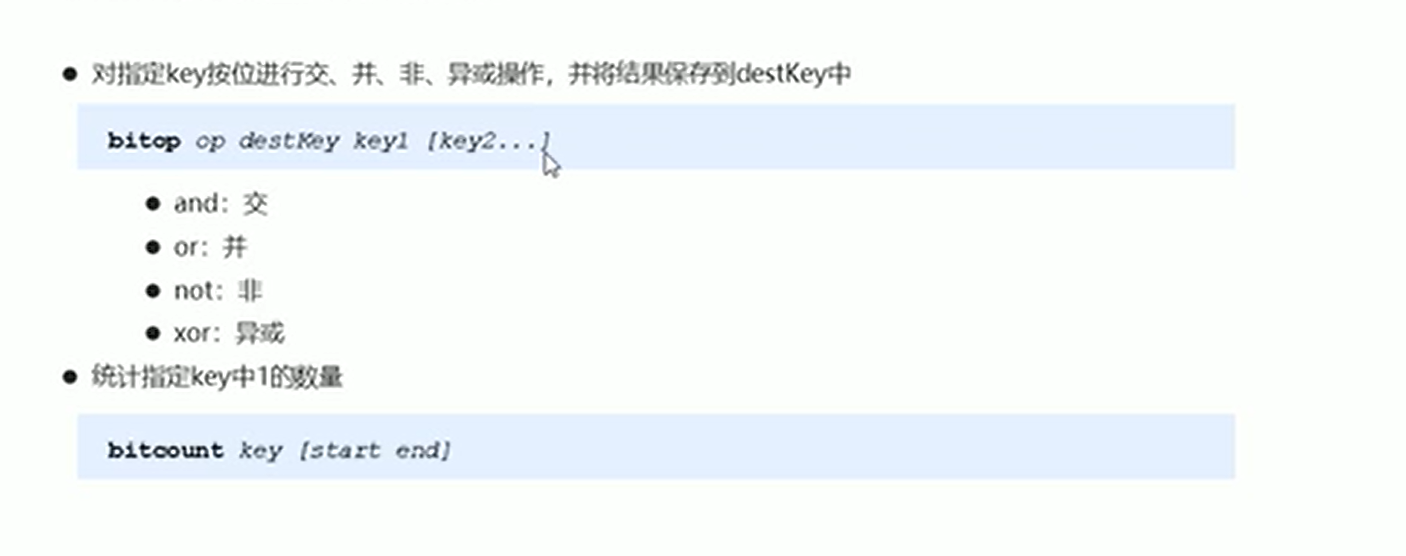 ● 对指定key按位进行交、并、非、异或操作，并将结果保存到destKey中
bitop op destKey key1 [key2...]
● and：交
● or：并
● not：非
● xor：异或
● 统计指定key中1的数量
bitcount key [start end]